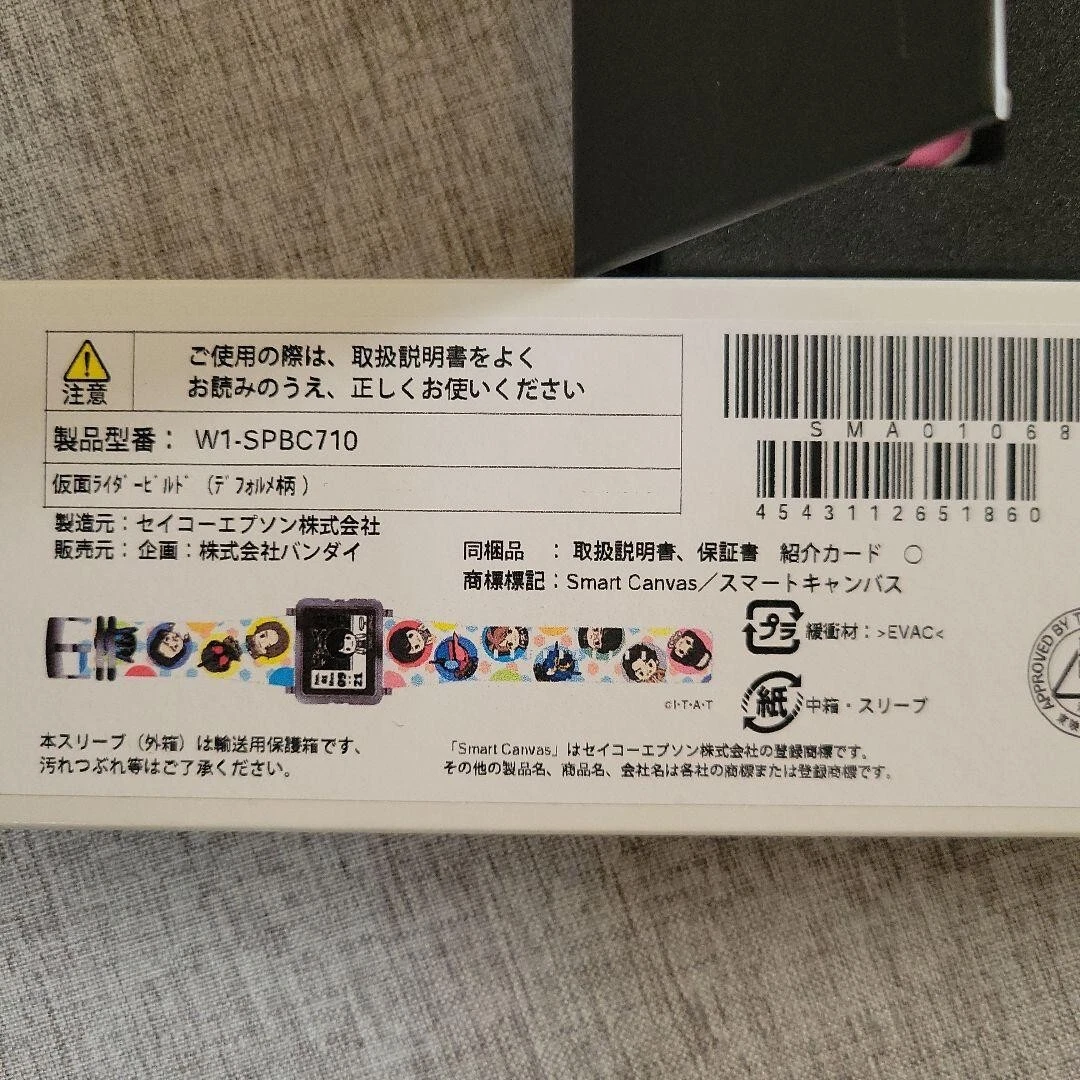 注意
ご使用の際は、取扱説明書をよく
お読みのうえ、正しくお使いください
製品型番： W1-SPBC710
仮面ﾗｲﾀﾞｰﾋﾞﾙﾄﾞ（ﾃﾞﾌｫﾙﾒ柄）
製造元：セイコーエプソン株式会社
販売元：企画：株式会社バンダイ
SMA01068
4543112651860
同梱品 ：取扱説明書、保証書 紹介カード ○
商標標記：Smart Canvas／スマートキャンバス
プラ 緩衝材：>EVAC<
紙 中箱・スリーブ
©I・T・A・T
本スリーブ（外箱）は輸送用保護箱です、
汚れつぶれ等はご了承ください。
「Smart Canvas」はセイコーエプソン株式会社の登録商標です。
その他の製品名、商品名、会社名は各社の商標または登録商標です。
APPROVED BY T